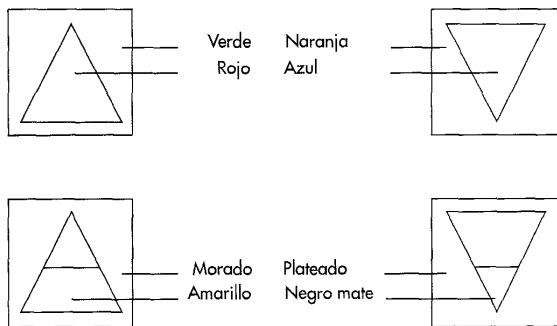 Verde Naranja
Rojo Azul
Morado Plateado
Amarillo Negro mate